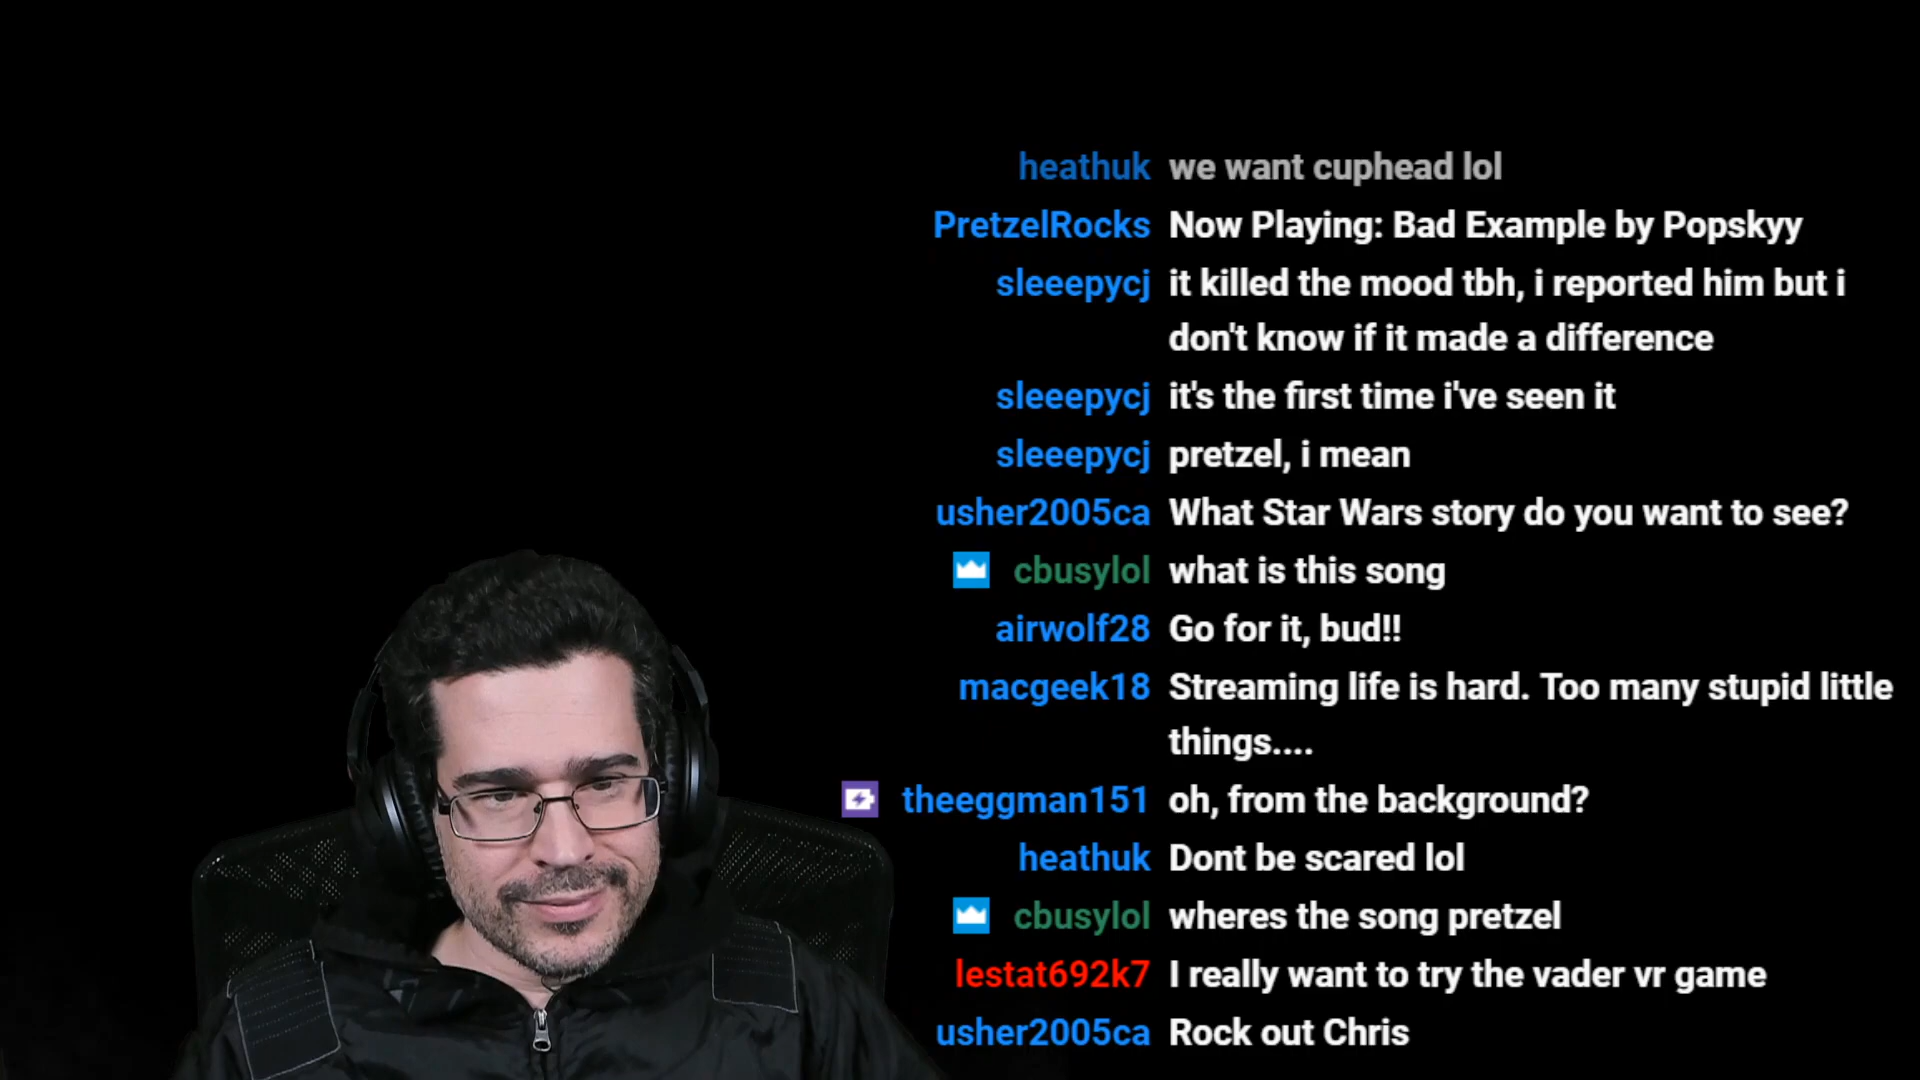 heathuk we want cuphead lol
PretzelRocks Now Playing: Bad Example by Popskyy
sleeepycj it killed the mood tbh, i reported him but i
don't know if it made a difference
sleeepycj it's the first time i've seen it
sleeepycj pretzel, i mean
usher2005ca What Star Wars story do you want to see?
cbusylol what is this song
airwolf28 Go for it, bud!!
macgeek18 Streaming life is hard. Too many stupid little
things....
theeggman151 oh, from the background?
heathuk Dont be scared lol
cbusylol wheres the song pretzel
lestat692k7 I really want to try the vader vr game
usher2005ca Rock out Chris